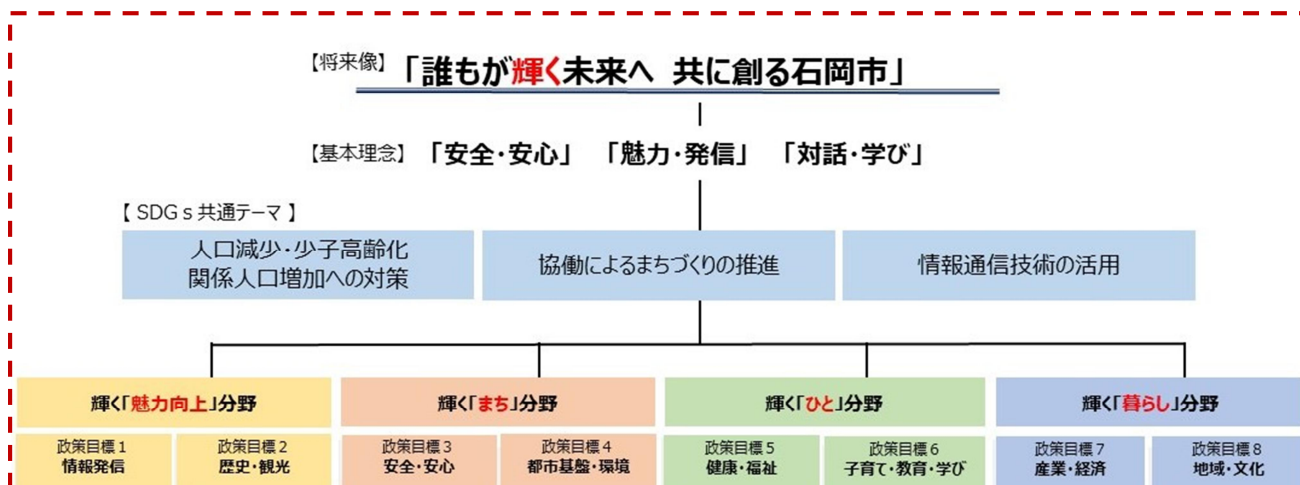 【将来像】「誰もが輝く未来へ 共に創る石岡市」
【基本理念】「安全・安心」 「魅力・発信」 「対話・学び」
【 SDGs共通テーマ 】
人口減少・少子高齢化
関係人口増加への対策
協働によるまちづくりの推進
情報通信技術の活用
輝く「魅力向上」分野
輝く「まち」分野
輝く「ひと」分野
輝く「暮らし」分野
政策目標1
情報発信
政策目標2
歴史・観光
政策目標3
安全・安心
政策目標4
都市基盤・環境
政策目標5
健康・福祉
政策目標6
子育て・教育・学び
政策目標7
産業・経済
政策目標8
地域・文化